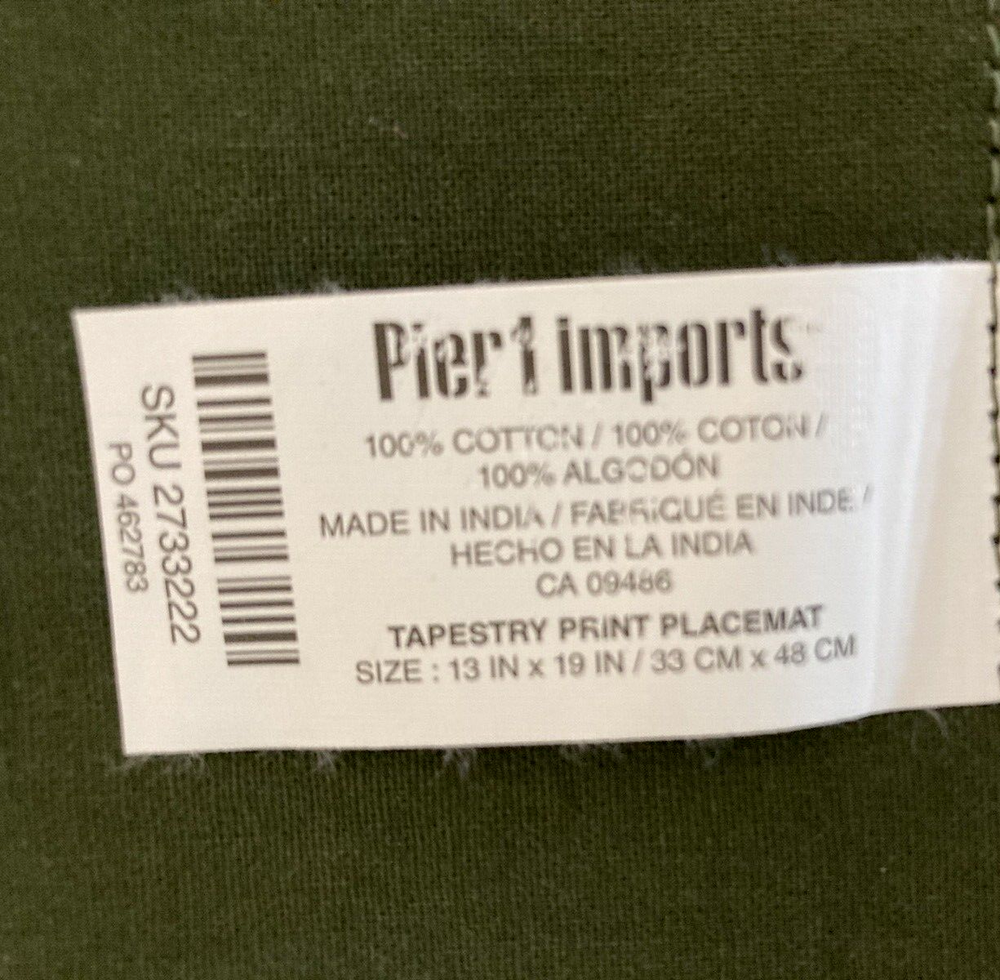 Pier 1 imports
100% COTTON / 100% COTON /
100% ALGODÓN
MADE IN INDIA / FABRIQUÉ EN INDE /
HECHO EN LA INDIA
CA 09486
TAPESTRY PRINT PLACEMAT
SIZE : 13 IN x 19 IN / 33 CM x 48 CM
SKU 2733222
PO 462783